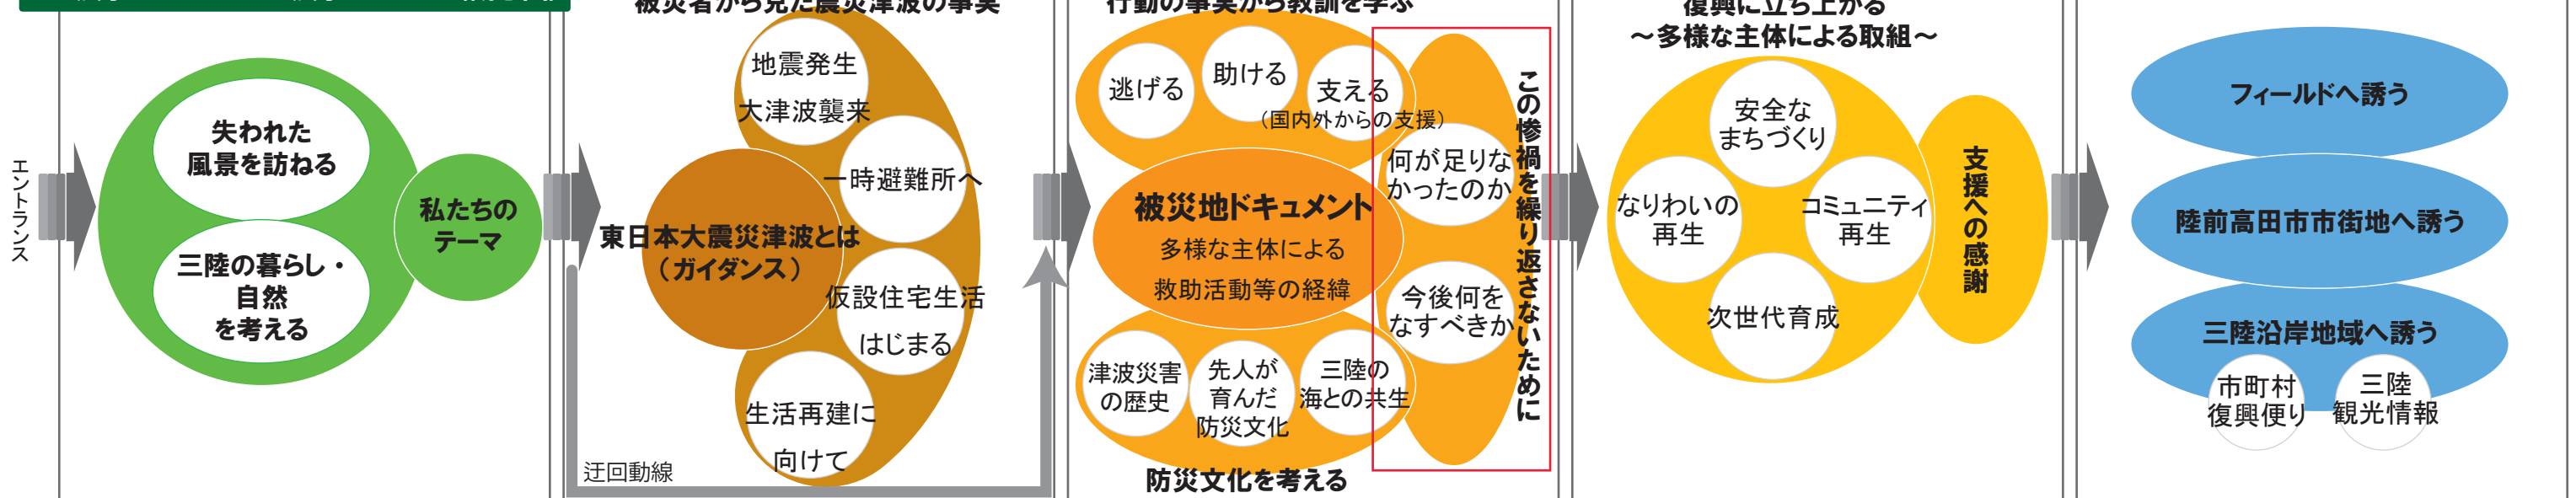 被災者から見た震災津波の事実
行動の事実から教訓を学ぶ
復興に立ち上がる
～多様な主体による取組～
エントランス
失われた
風景を訪ねる
三陸の暮らし・
自然
を考える
私たちの
テーマ
地震発生
大津波襲来
一時避難所へ
東日本大震災津波とは
（ガイダンス）
仮設住宅生活
はじまる
生活再建に
向けて
迂回動線
逃げる
助ける
支える
（国内外からの支援）
被災地ドキュメント
多様な主体による
救助活動等の経緯
何が足りな
かったのか
今後何を
なすべきか
この惨禍を繰り返さないために
津波災害
の歴史
先人が
育んだ
防災文化
三陸の
海との共生
防災文化を考える
安全な
まちづくり
なりわいの
再生
コミュニティ
再生
次世代育成
支援への感謝
フィールドへ誘う
陸前高田市市街地へ誘う
三陸沿岸地域へ誘う
市町村
復興便り
三陸
観光情報